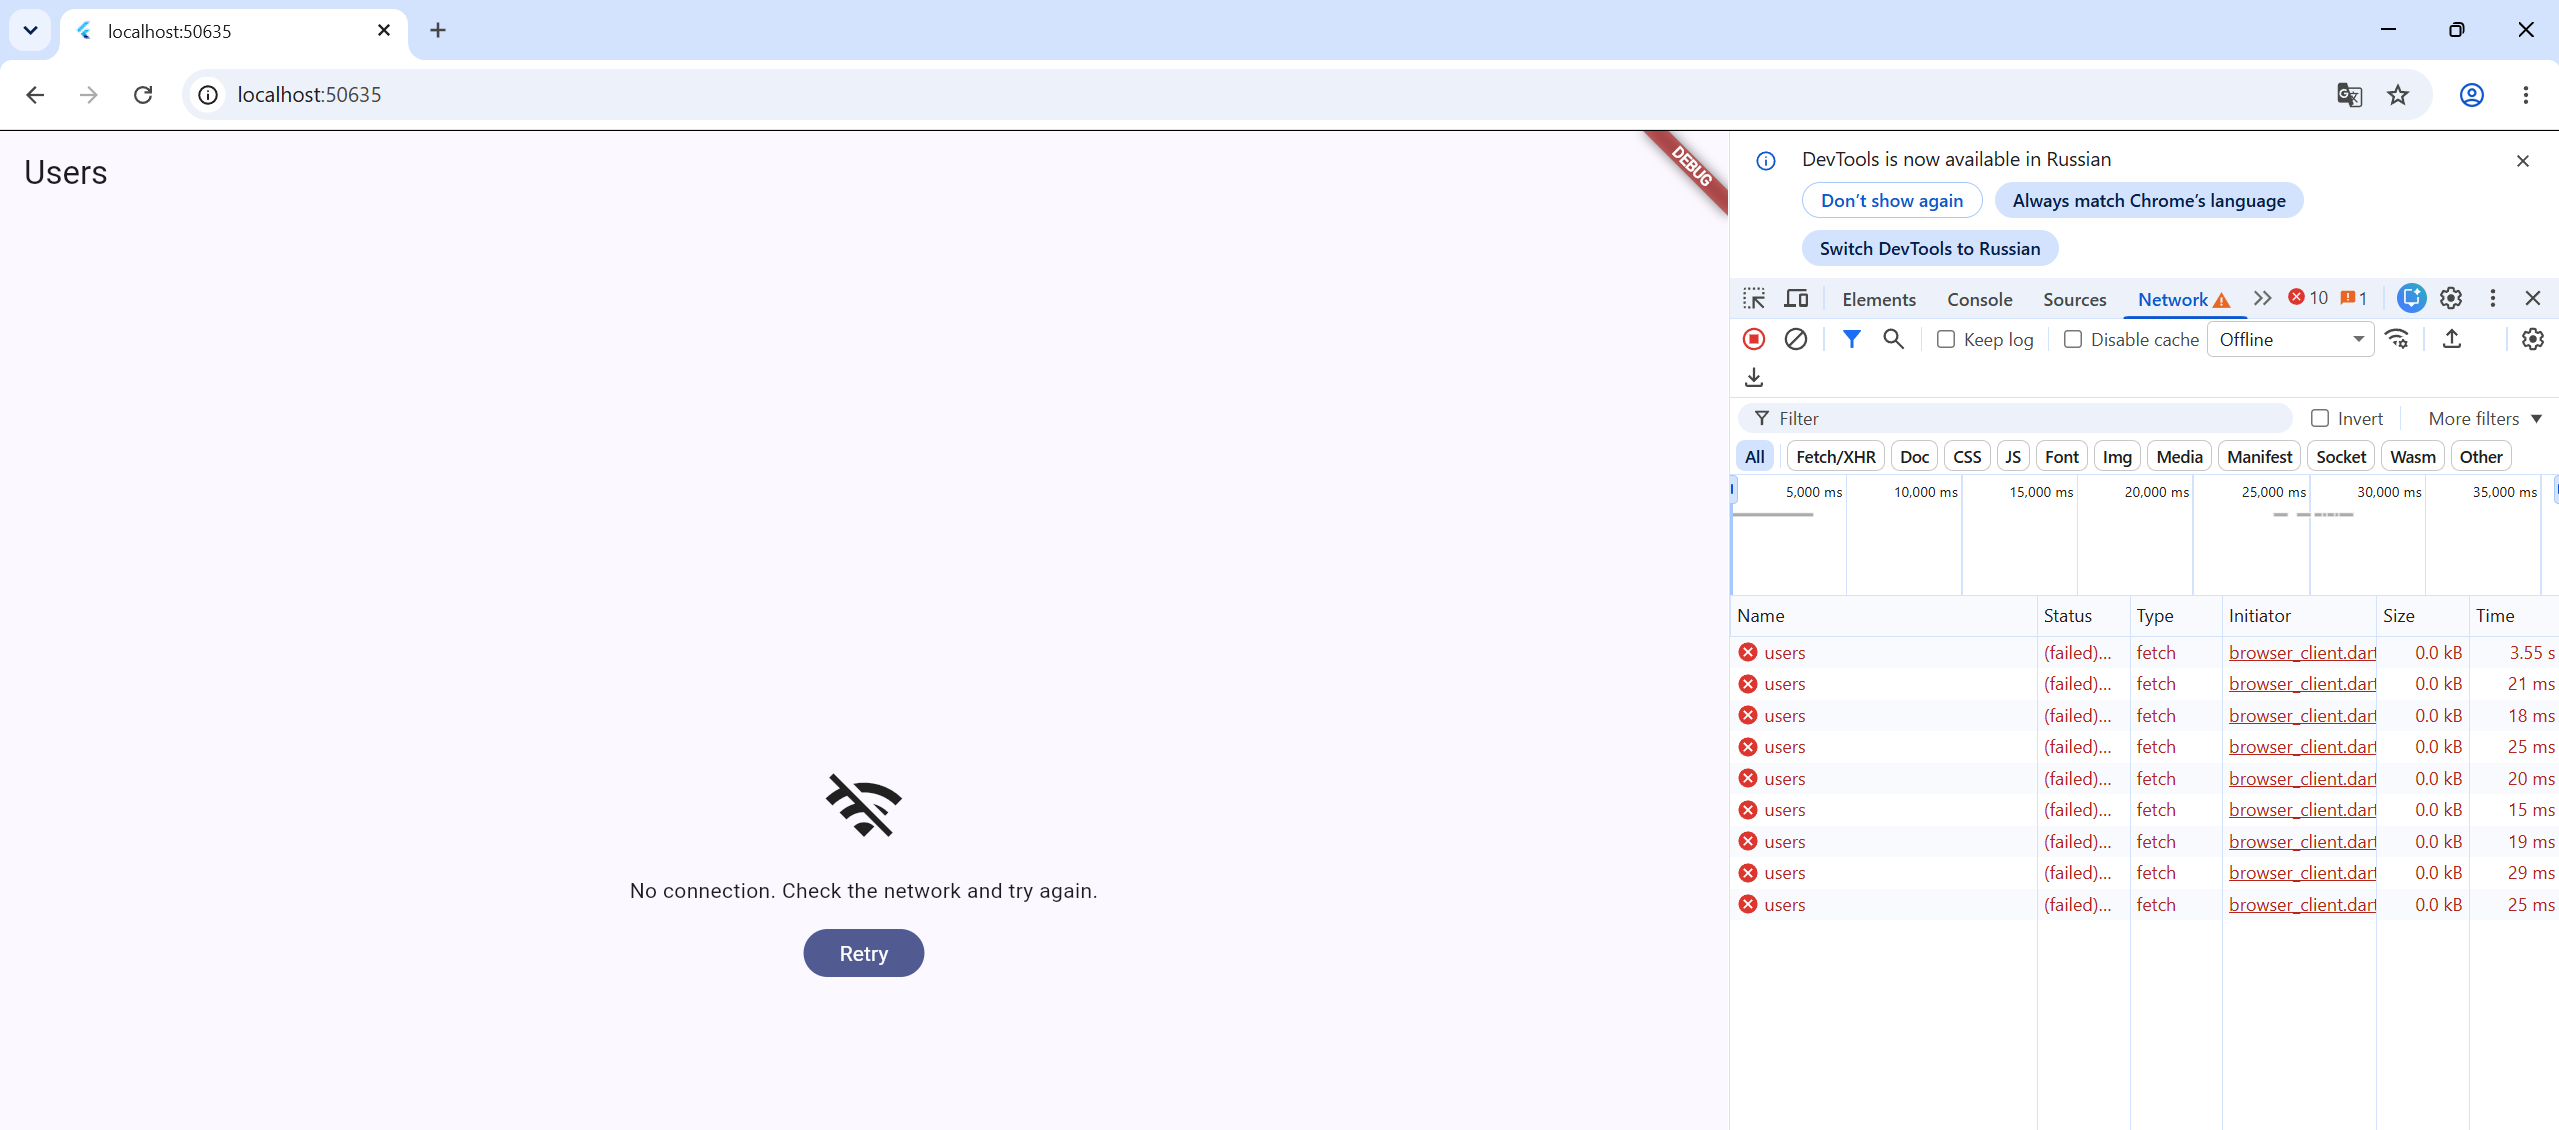 localhost:50635
localhost:50635
Users
DEBUG
No connection. Check the network and try again.
Retry
DevTools is now available in Russian
Don't show again
Always match Chrome's language
Switch DevTools to Russian
Elements Console Sources Network 10 1
Keep log Disable cache Offline
Filter Invert More filters
All Fetch/XHR Doc CSS JS Font Img Media Manifest Socket Wasm Other
5,000 ms 10,000 ms 15,000 ms 20,000 ms 25,000 ms 30,000 ms 35,000 ms
Name Status Type Initiator Size Time
users (failed)... fetch browser_client.dart 0.0 kB 3.55 s
users (failed)... fetch browser_client.dart 0.0 kB 21 ms
users (failed)... fetch browser_client.dart 0.0 kB 18 ms
users (failed)... fetch browser_client.dart 0.0 kB 25 ms
users (failed)... fetch browser_client.dart 0.0 kB 20 ms
users (failed)... fetch browser_client.dart 0.0 kB 15 ms
users (failed)... fetch browser_client.dart 0.0 kB 19 ms
users (failed)... fetch browser_client.dart 0.0 kB 29 ms
users (failed)... fetch browser_client.dart 0.0 kB 25 ms